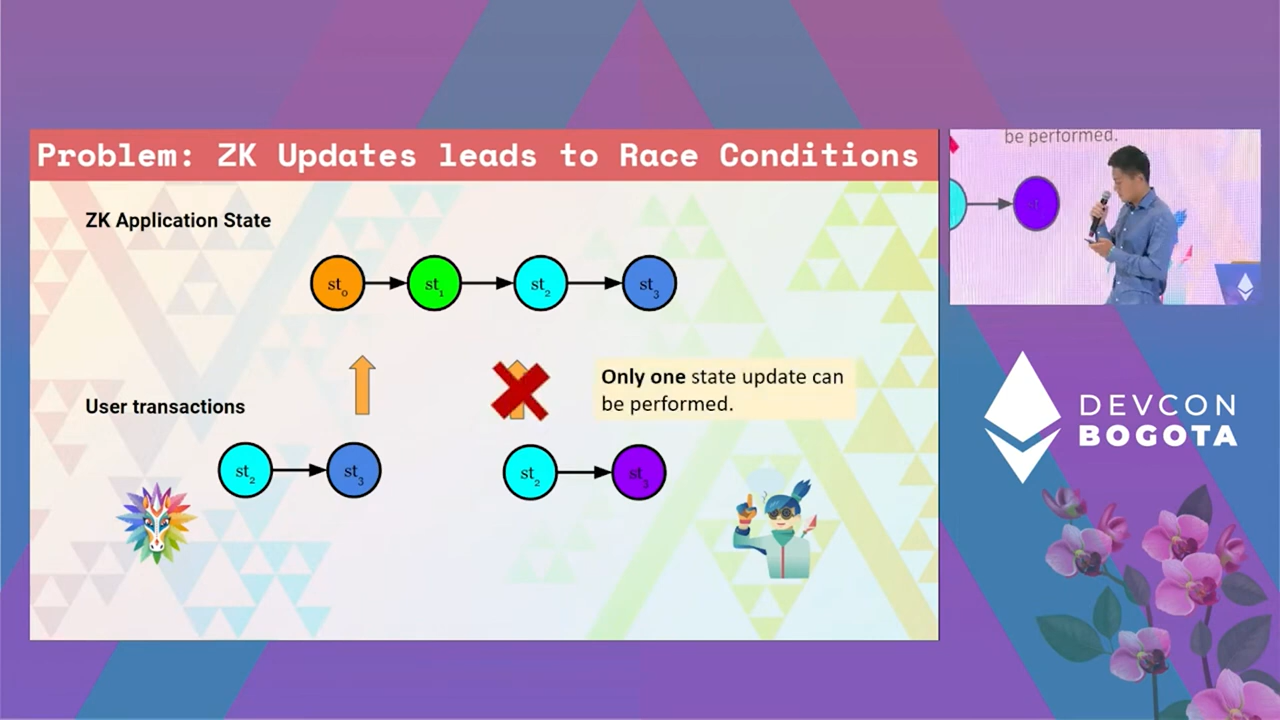 Problem: ZK Updates leads to Race Conditions
ZK Application State
st0 st1 st2 st3
Only one state update can
be performed.
User transactions
st2 st3 st2 st3
be performed.
DEVCON
BOGOTA